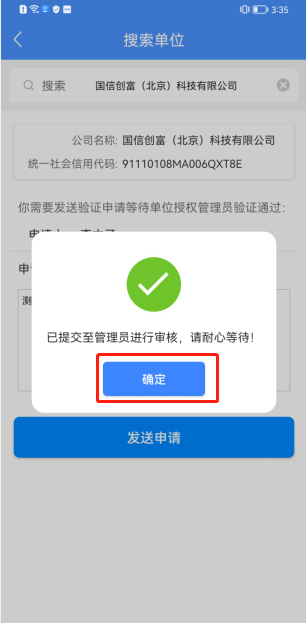 3:35
搜索单位
搜索 国信创富（北京）科技有限公司
公司名称: 国信创富（北京）科技有限公司
统一社会信用代码: 91110108MA006QXT8E
你需要发送验证申请等待单位授权管理员验证通过:
申
测
已提交至管理员进行审核，请耐心等待!
确定
发送申请